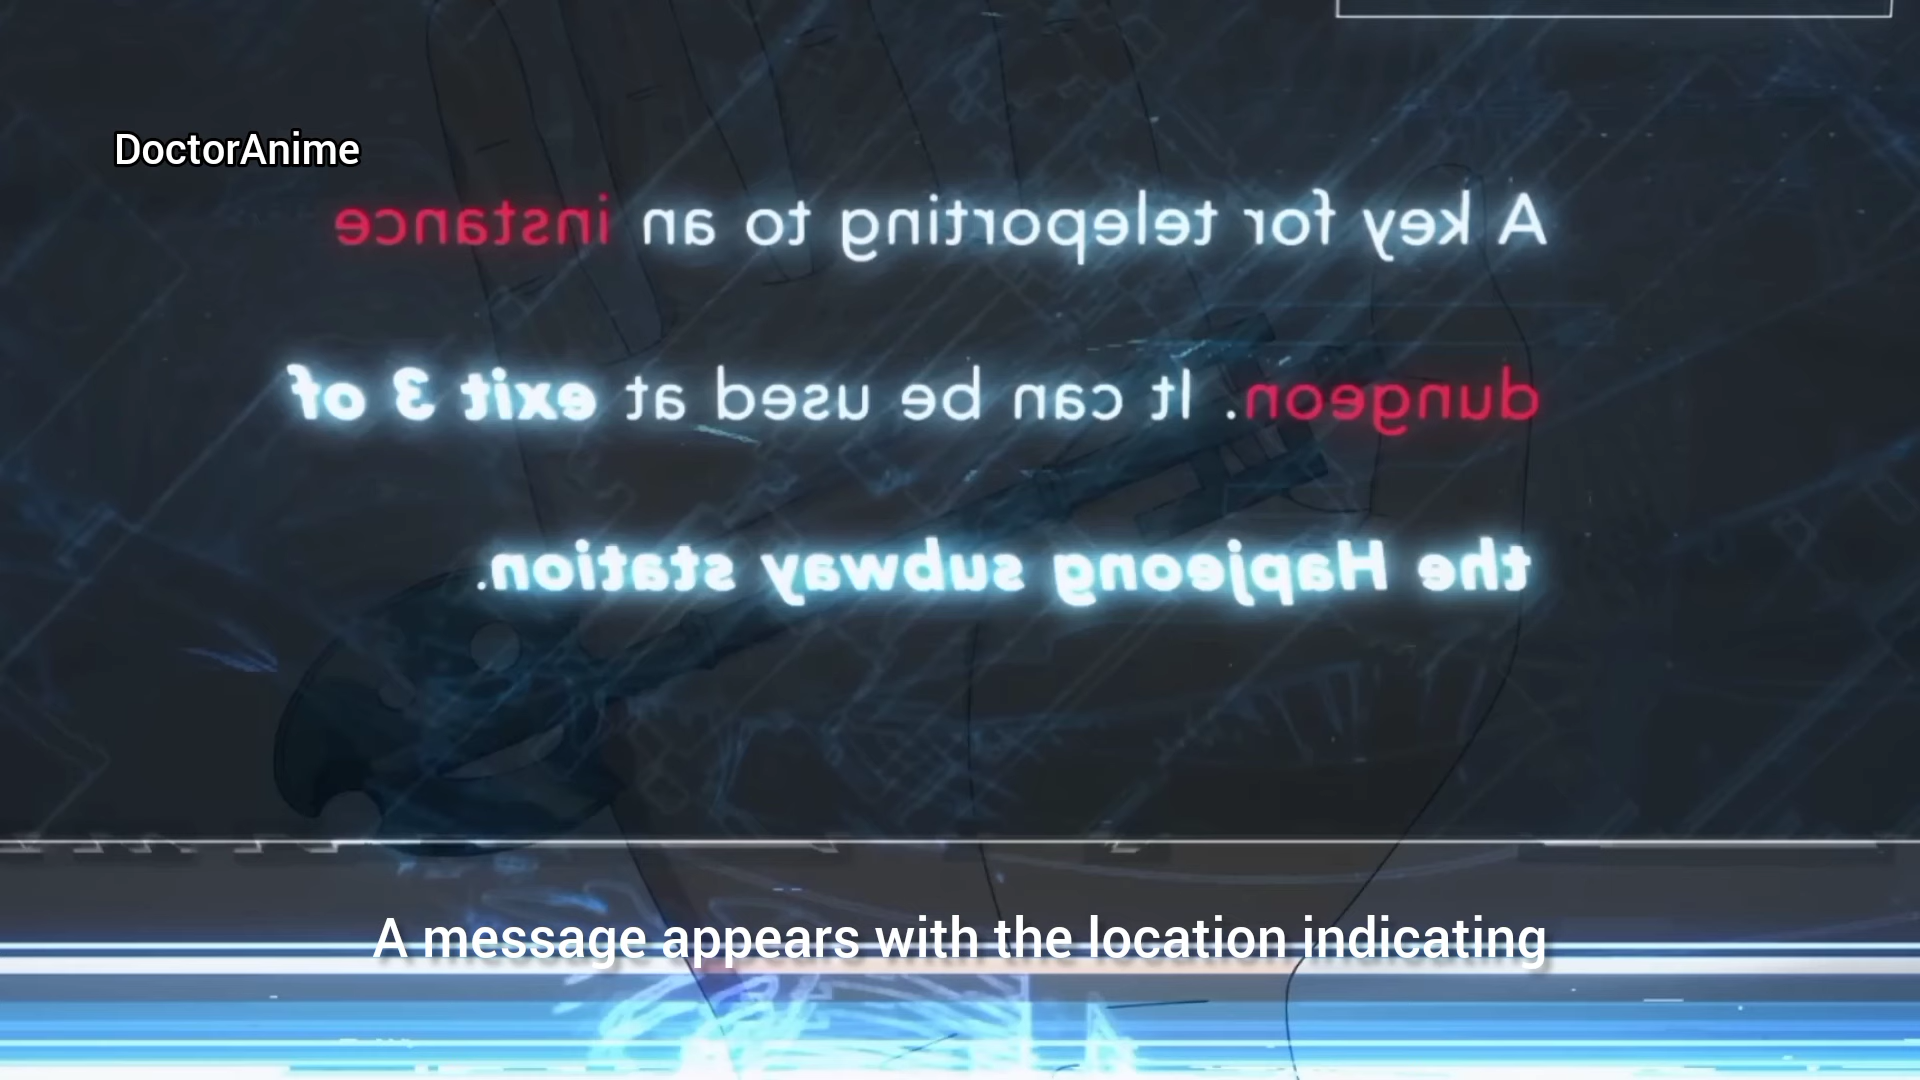 DoctorAnime
A key for teleporting to an instance
dungeon. It can be used at exit 3 of
the Hapjeong subway station.
A message appears with the location indicating